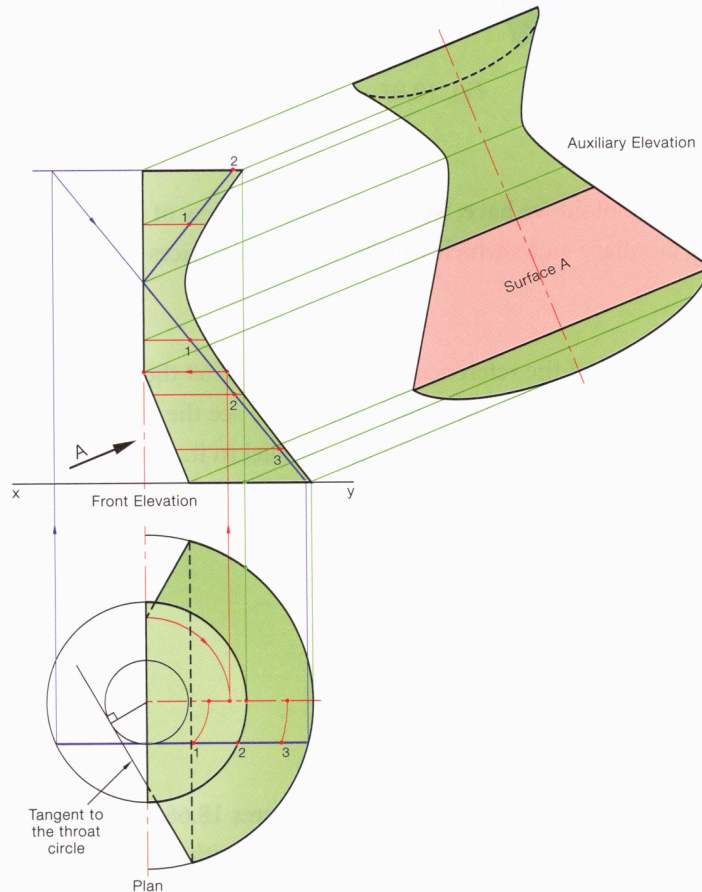 Auxiliary Elevation
2
1
Surface A
1
2
A
3
x
Front Elevation
y
1
2
3
Tangent to
the throat
circle
Plan